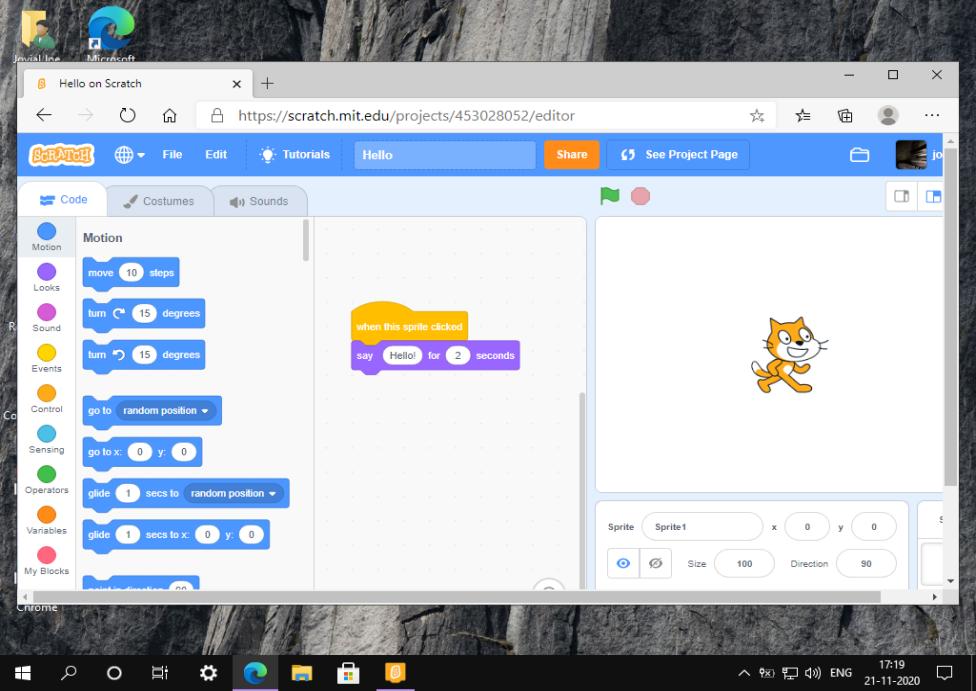 Jovial Joe
Microsoft
Hello on Scratch
https://scratch.mit.edu/projects/453028052/editor
SCRATCH File Edit Tutorials Hello Share See Project Page jo
Code Costumes Sounds
Motion
Looks
Sound
Events
Control
Sensing
Operators
Variables
My Blocks
Motion
move 10 steps
turn 15 degrees
turn 15 degrees
go to random position
go to x: 0 y: 0
glide 1 secs to random position
glide 1 secs to x: 0 y: 0
point in direction 90
when this sprite clicked
say Hello! for 2 seconds
Sprite Sprite1 x 0 y 0
Size 100 Direction 90
Chrome
ENG
17:19
21-11-2020